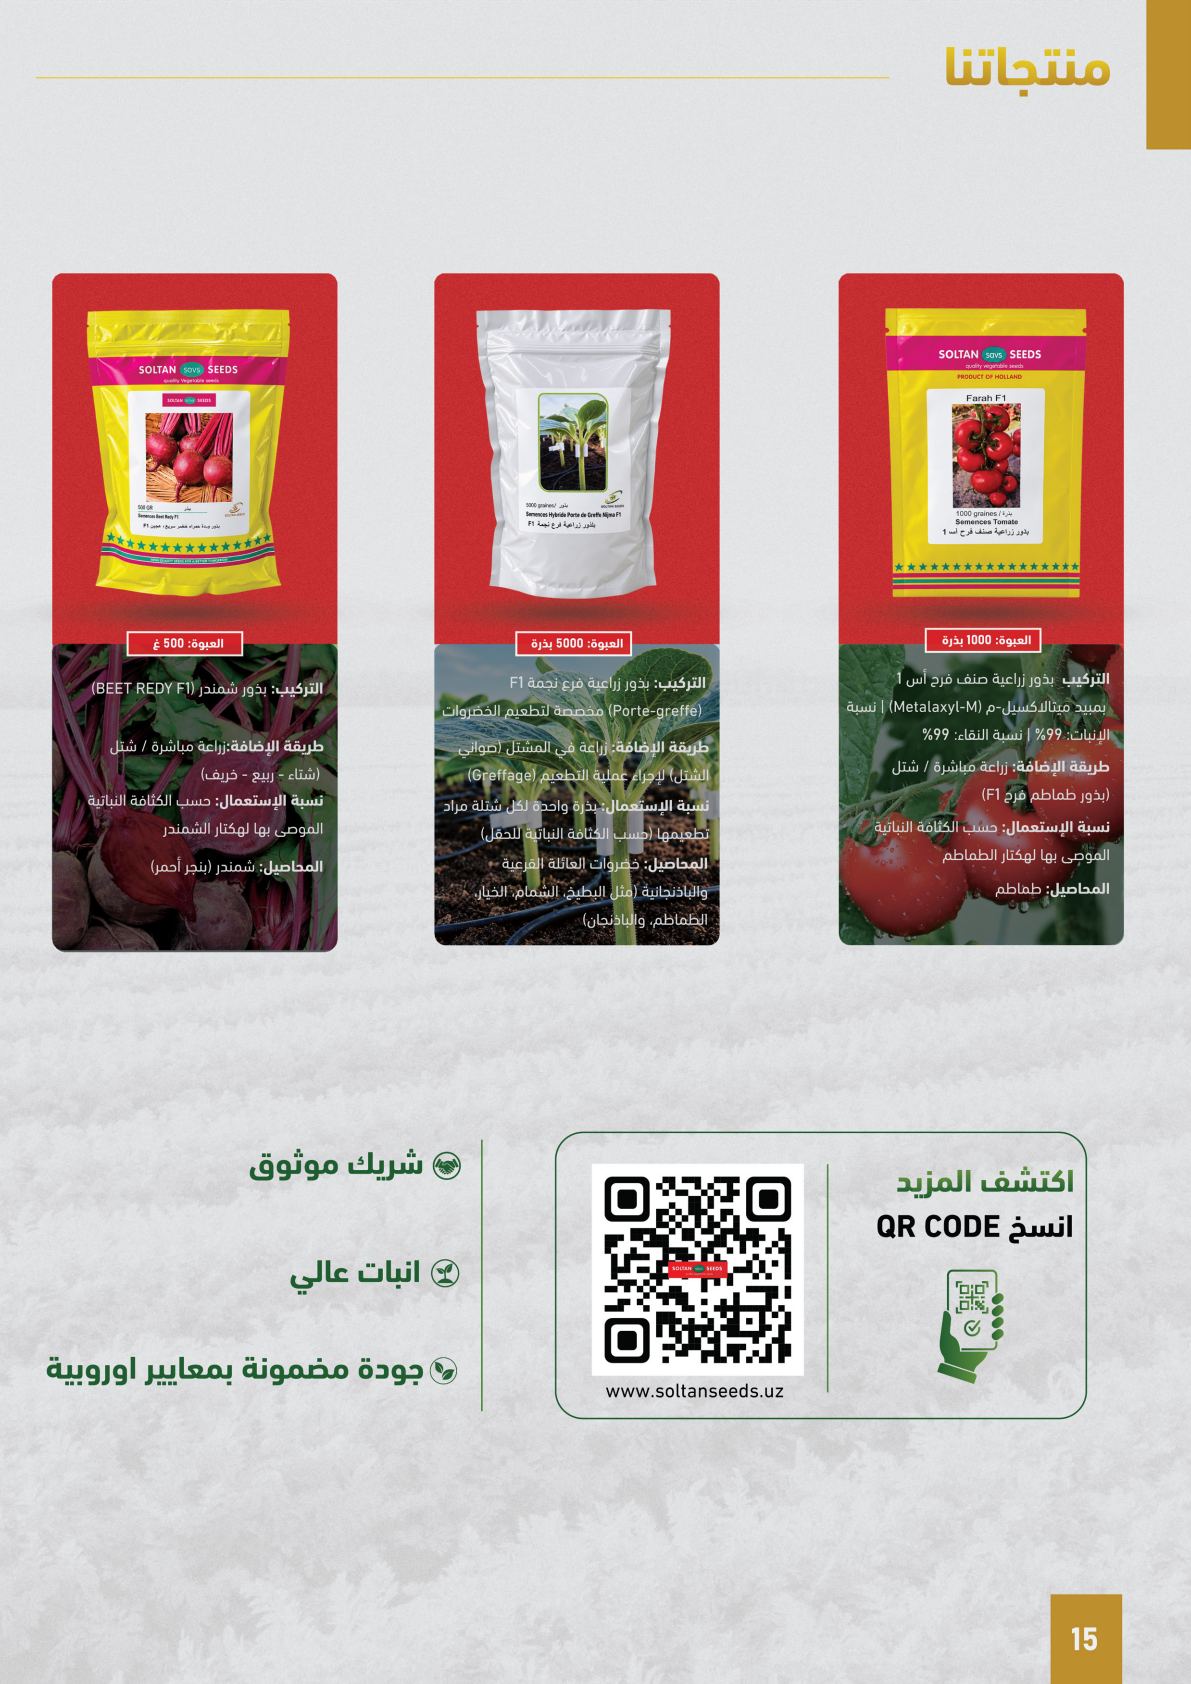 منتجاتنا
SOLTAN savs SEEDS
quality vegetable seeds
PRODUCT OF HOLLAND
Farah F1
1000 graines / بذرة
Semences Tomate
بذور زراعية صنف فرح أس 1
العبوة: 1000 بذرة
التركيب بذور زراعية صنف فرح أس 1
بمبيد ميتالاكسيل-م (Metalaxyl-M) | نسبة
الإنبات: 99% | نسبة النقاء: 99%
طريقة الإضافة: زراعة مباشرة / شتل
(بذور طماطم فرح F1)
نسبة الإستعمال: حسب الكثافة النباتية
الموصى بها لهكتار الطماطم
المحاصيل: طماطم
5000 graines/ بذور
Semences Hybride Porte de Greffe Nijma F1
بلذور زراعية فرع نجمة F1
SOLTAN SEEDS
العبوة: 5000 بذرة
التركيب: بذور زراعية فرع نجمة F1
(Porte-greffe) مخصصة لتطعيم الخضروات
طريقة الإضافة: زراعة في المشتل (صواني
الشتل) لإجراء عملية التطعيم (Greffage)
نسبة الإستعمال: بذرة واحدة لكل شتلة مراد
تطعيمها (حسب الكثافة النباتية للحقل)
المحاصيل: خضروات العائلة القرعية
والباذنجانية (مثل البطيخ، الشمام، الخيار،
الطماطم، والباذنجان)
SOLTAN savs SEEDS
quality Vegetable seeds
SOLTAN SEEDS
500 GR بذر
Semences Beet Redy F1
العبوة: 500 غ
التركيب: بذور شمندر (BEET REDY F1)
طريقة الإضافة:زراعة مباشرة / شتل
(شتاء - ربيع - خريف)
نسبة الإستعمال: حسب الكثافة النباتية
الموصى بها لهكتار الشمندر
المحاصيل: شمندر (بنجر أحمر)
اكتشف المزيد
انسخ QR CODE
SOLTAN SEEDS
www.soltanseeds.uz
شريك موثوق
انبات عالي
جودة مضمونة بمعايير اوروبية
15